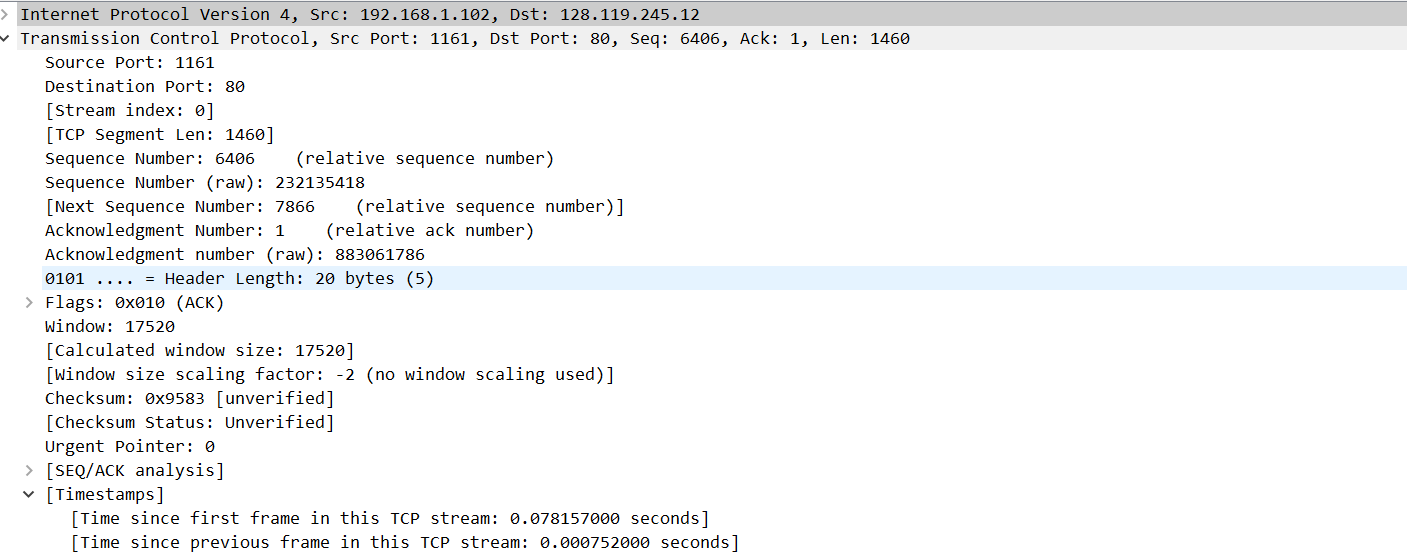 Internet Protocol Version 4, Src: 192.168.1.102, Dst: 128.119.245.12
Transmission Control Protocol, Src Port: 1161, Dst Port: 80, Seq: 6406, Ack: 1, Len: 1460
Source Port: 1161
Destination Port: 80
[Stream index: 0]
[TCP Segment Len: 1460]
Sequence Number: 6406    (relative sequence number)
Sequence Number (raw): 232135418
[Next Sequence Number: 7866    (relative sequence number)]
Acknowledgment Number: 1    (relative ack number)
Acknowledgment number (raw): 883061786
0101 .... = Header Length: 20 bytes (5)
Flags: 0x010 (ACK)
Window: 17520
[Calculated window size: 17520]
[Window size scaling factor: -2 (no window scaling used)]
Checksum: 0x9583 [unverified]
[Checksum Status: Unverified]
Urgent Pointer: 0
[SEQ/ACK analysis]
[Timestamps]
[Time since first frame in this TCP stream: 0.078157000 seconds]
[Time since previous frame in this TCP stream: 0.000752000 seconds]